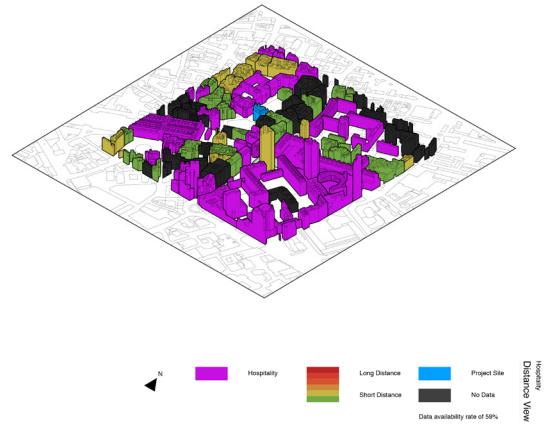 N
Hospitality
Long Distance
Short Distance
Project Site
No Data
Data availability rate of 59%
Hospitality
Distance View